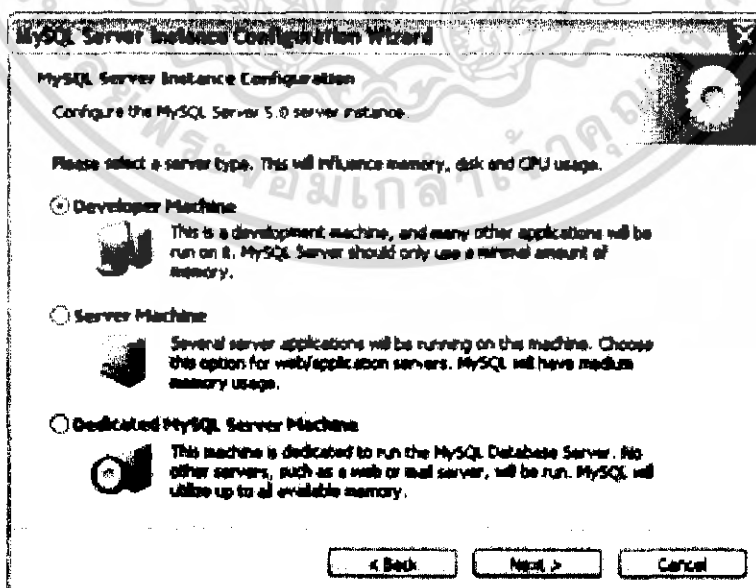 MySQL Server Instance Configuration Wizard
MySQL Server Instance Configuration
Configure the MySQL Server 5.0 server instance.
Please select a server type. This will influence memory, disk and CPU usage.
Developer Machine
This is a development machine, and many other applications will be
run on it. MySQL Server should only use a minimal amount of
memory.
Server Machine
Several server applications will be running on this machine. Choose
this option for web/application servers. MySQL will have medium
memory usage.
Dedicated MySQL Server Machine
This machine is dedicated to run the MySQL Database Server. No
other servers, such as a web or mail server, will be run. MySQL will
utilize up to all available memory.
< Back
Next >
Cancel